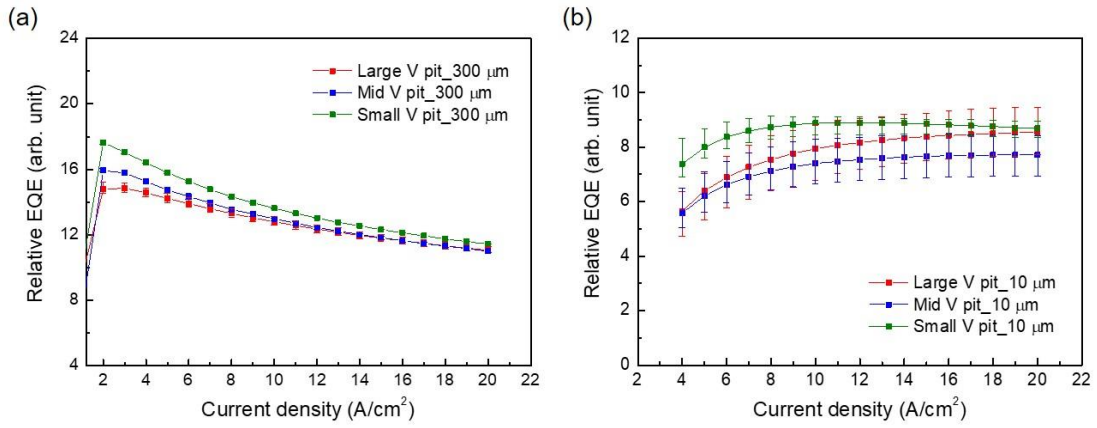 (a)
24
20
16
12
8
4
Relative EQE (arb. unit)
Large V pit_300 μm
Mid V pit_300 μm
Small V pit_300 μm
2 4 6 8 10 12 14 16 18 20 22
Current density (A/cm²)
(b)
12
10
8
6
4
2
0
Relative EQE (arb. unit)
Large V pit_10 μm
Mid V pit_10 μm
Small V pit_10 μm
2 4 6 8 10 12 14 16 18 20 22
Current density (A/cm²)